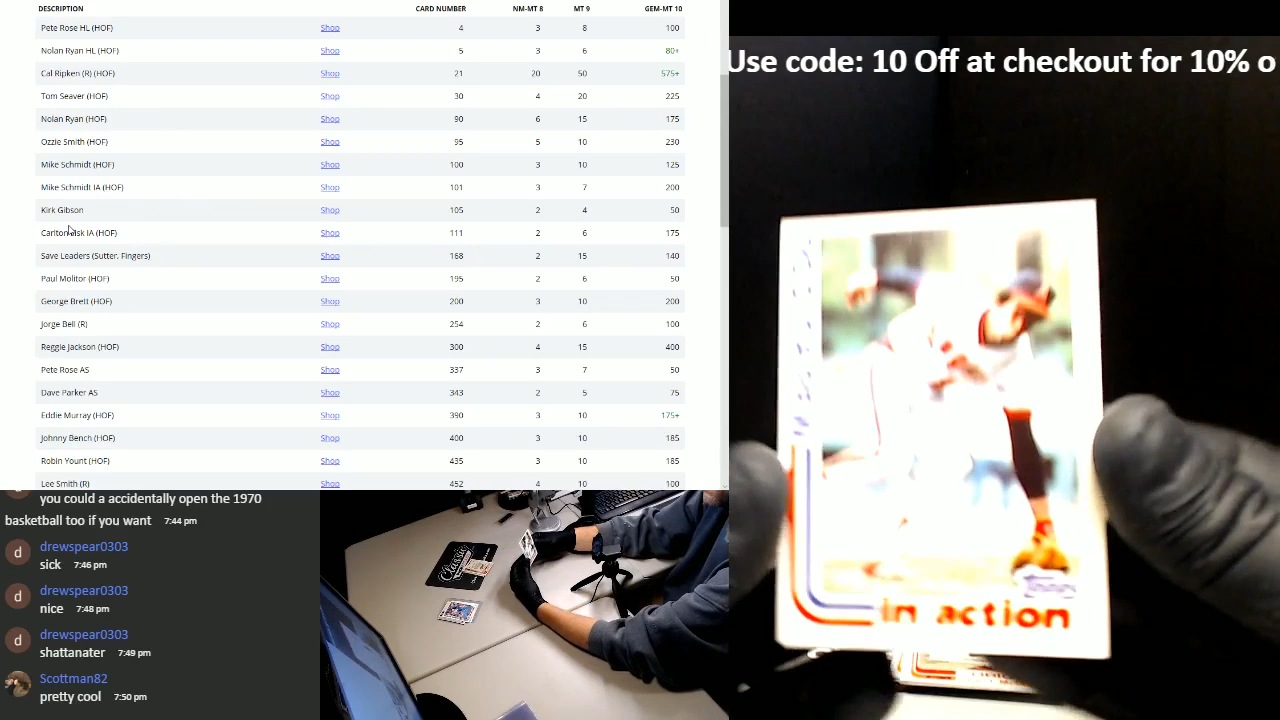 DESCRIPTION CARD NUMBER NM-MT 8 MT 9 GEM-MT 10
Pete Rose HL (HOF) Shop 4 3 8 100
Nolan Ryan HL (HOF) Shop 5 3 6 80+
Cal Ripken (R) (HOF) Shop 21 20 50 575+
Tom Seaver (HOF) Shop 30 4 20 225
Nolan Ryan (HOF) Shop 90 6 15 175
Ozzie Smith (HOF) Shop 95 5 10 230
Mike Schmidt (HOF) Shop 100 3 10 125
Mike Schmidt IA (HOF) Shop 101 3 7 200
Kirk Gibson Shop 105 2 4 50
Carlton Fisk IA (HOF) Shop 111 2 6 175
Save Leaders (Sutter, Fingers) Shop 168 2 15 140
Paul Molitor (HOF) Shop 195 2 6 50
George Brett (HOF) Shop 200 3 10 200
Jorge Bell (R) Shop 254 2 6 100
Reggie Jackson (HOF) Shop 300 4 15 400
Pete Rose AS Shop 337 3 7 50
Dave Parker AS Shop 343 2 5 75
Eddie Murray (HOF) Shop 390 3 10 175+
Johnny Bench (HOF) Shop 400 3 10 185
Robin Yount (HOF) Shop 435 3 10 185
Lee Smith (R) Shop 452 4 10 100
Use code: 10 Off at checkout for 10% o
in action
you could a accidentally open the 1970
basketball too if you want 7:44 pm
d drewspear0303
sick 7:46 pm
d drewspear0303
nice 7:48 pm
d drewspear0303
shattanater 7:49 pm
Scottman82
pretty cool 7:50 pm
Classic